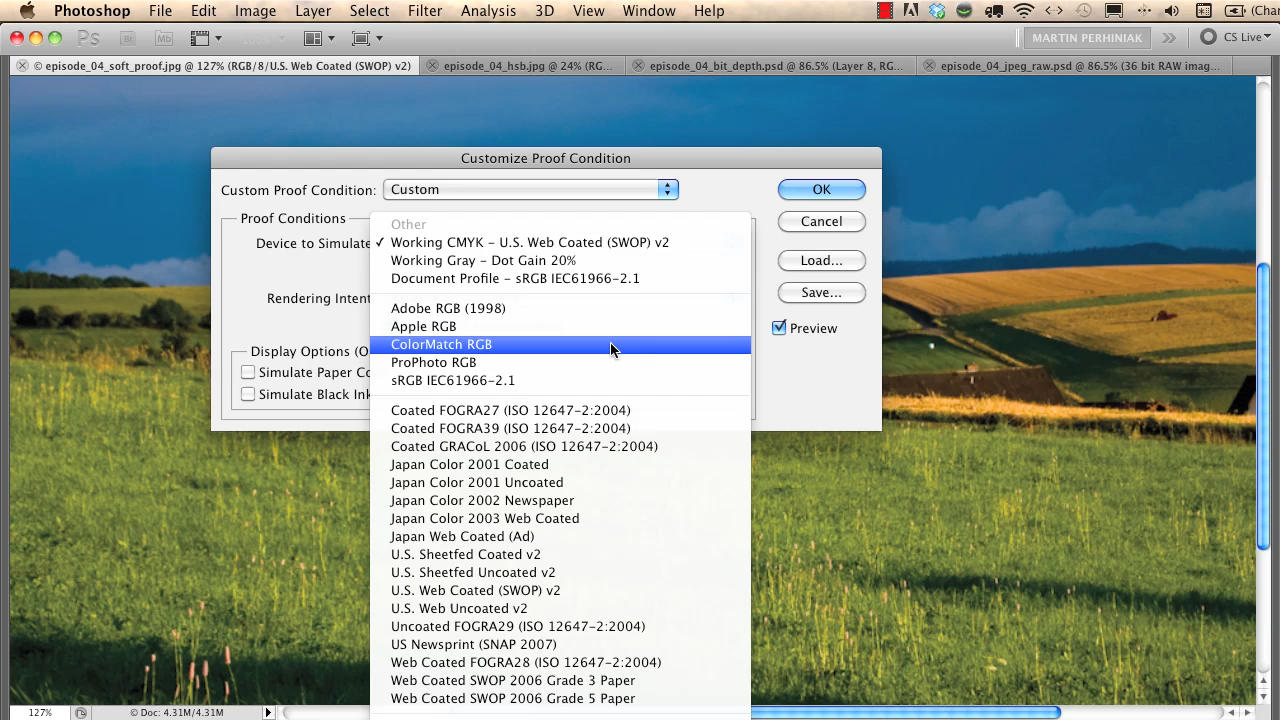 Photoshop File Edit Image Layer Select Filter Analysis 3D View Window Help (Char
Ps Br Mb MARTIN PERHINIAK CS Live
© episode_04_soft_proof.jpg @ 127% (RGB/8/U.S. Web Coated (SWOP) v2) episode_04_hsb.jpg @ 24% (RG... episode_04_bit_depth.psd @ 86.5% (Layer 8, RG... episode_04_jpeg_raw.psd @ 86.5% (36 bit RAW imag...
Customize Proof Condition
Custom Proof Condition: Custom OK
Proof Conditions Cancel
Other
Device to Simulate ✓ Working CMYK – U.S. Web Coated (SWOP) v2
Working Gray – Dot Gain 20% Load...
Document Profile – sRGB IEC61966-2.1
Rendering Intent Save...
Adobe RGB (1998)
Apple RGB Preview
ColorMatch RGB
Display Options (O
ProPhoto RGB
Simulate Paper Co sRGB IEC61966-2.1
Simulate Black Ink
Coated FOGRA27 (ISO 12647-2:2004)
Coated FOGRA39 (ISO 12647-2:2004)
Coated GRACoL 2006 (ISO 12647-2:2004)
Japan Color 2001 Coated
Japan Color 2001 Uncoated
Japan Color 2002 Newspaper
Japan Color 2003 Web Coated
Japan Web Coated (Ad)
U.S. Sheetfed Coated v2
U.S. Sheetfed Uncoated v2
U.S. Web Coated (SWOP) v2
U.S. Web Uncoated v2
Uncoated FOGRA29 (ISO 12647-2:2004)
US Newsprint (SNAP 2007)
Web Coated FOGRA28 (ISO 12647-2:2004)
Web Coated SWOP 2006 Grade 3 Paper
Web Coated SWOP 2006 Grade 5 Paper
127% © Doc: 4.31M/4.31M